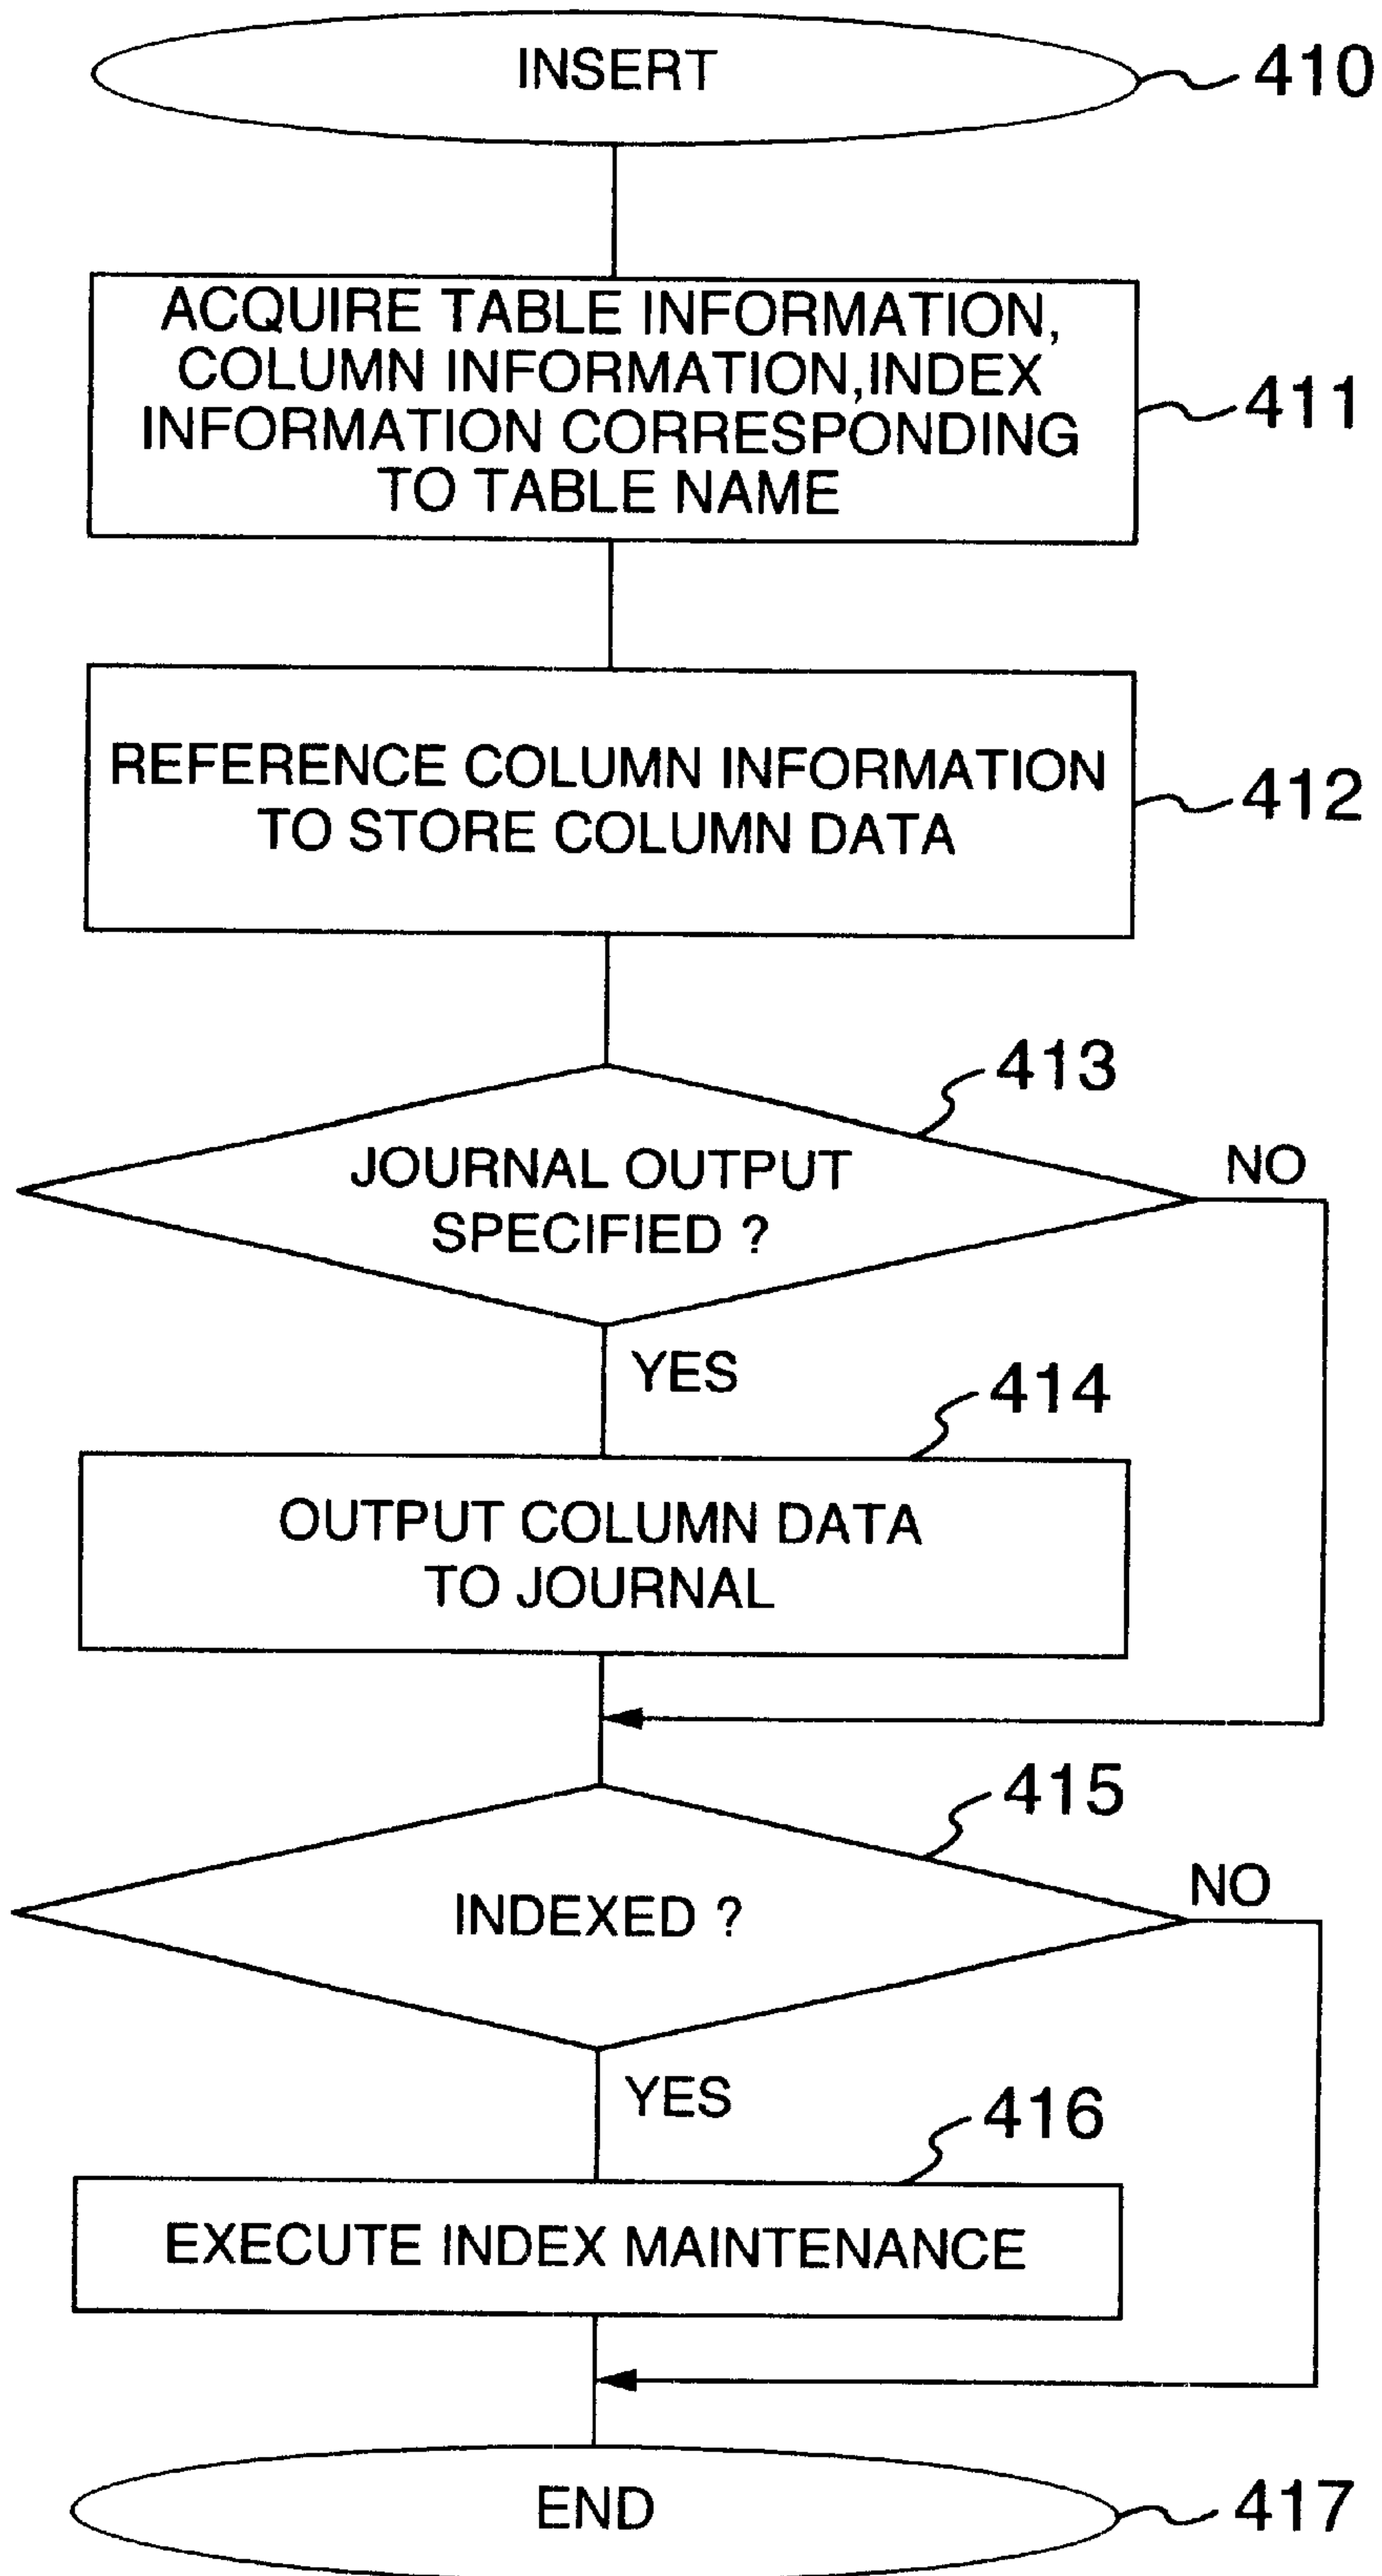 INSERT
410
ACQUIRE TABLE INFORMATION,
COLUMN INFORMATION,INDEX
INFORMATION CORRESPONDING
TO TABLE NAME
411
REFERENCE COLUMN INFORMATION
TO STORE COLUMN DATA
412
413
JOURNAL OUTPUT
SPECIFIED ?
NO
YES
414
OUTPUT COLUMN DATA
TO JOURNAL
415
INDEXED ?
NO
YES
416
EXECUTE INDEX MAINTENANCE
END
417